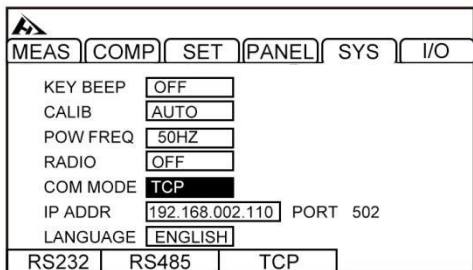 MEAS COMP SET PANEL SYS I/O
KEY BEEP OFF
CALIB AUTO
POW FREQ 50HZ
RADIO OFF
COM MODE TCP
IP ADDR 192.168.002.110 PORT 502
LANGUAGE ENGLISH
RS232 RS485 TCP